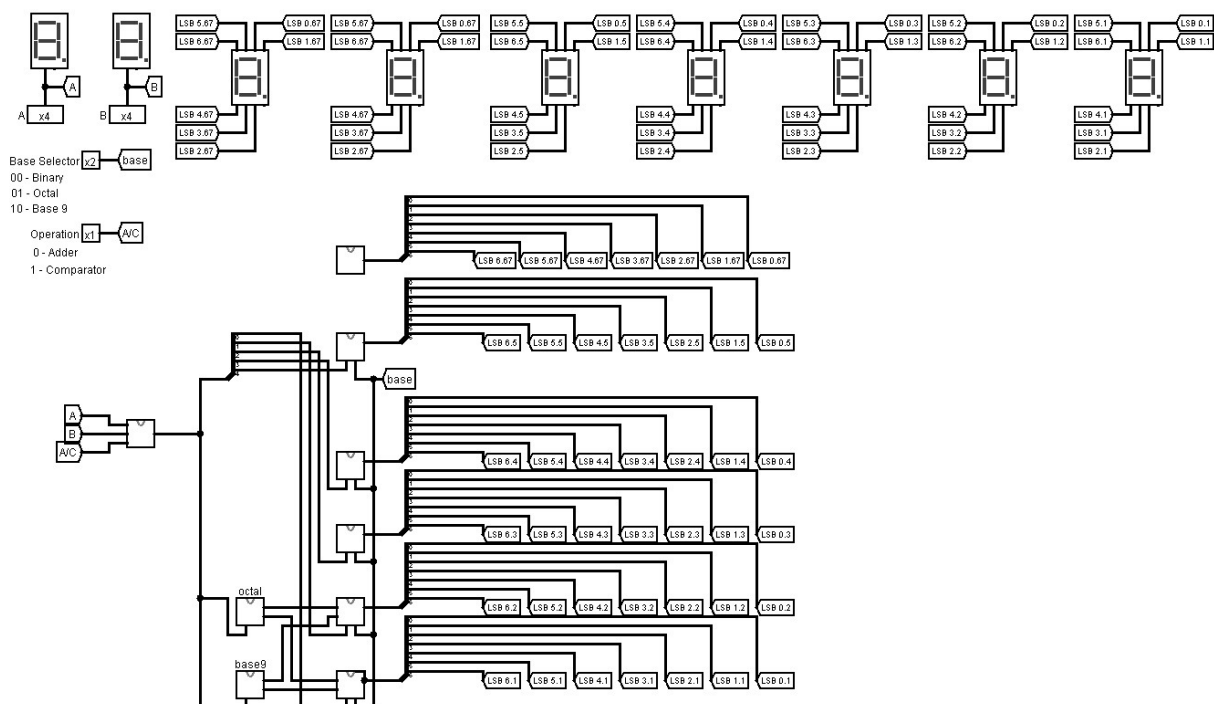 LSB 5.67 LSB 0.67 LSB 5.67 LSB 0.67 LSB 5.5 LSB 0.5 LSB 5.4 LSB 0.4 LSB 5.3 LSB 0.3 LSB 5.2 LSB 0.2 LSB 5.1 LSB 0.1
LSB 6.67 LSB 1.67 LSB 6.67 LSB 1.67 LSB 6.5 LSB 1.5 LSB 6.4 LSB 1.4 LSB 6.3 LSB 1.3 LSB 6.2 LSB 1.2 LSB 6.1 LSB 1.1
A B
A x4 B x4
LSB 4.67 LSB 4.67 LSB 4.5 LSB 4.4 LSB 4.3 LSB 4.2 LSB 4.1
LSB 3.67 LSB 3.67 LSB 3.5 LSB 3.4 LSB 3.3 LSB 3.2 LSB 3.1
LSB 2.67 LSB 2.67 LSB 2.5 LSB 2.4 LSB 2.3 LSB 2.2 LSB 2.1
Base Selector x2 base
00 - Binary
01 - Octal
10 - Base 9
Operation x1 A/C
0 - Adder
1 - Comparator
LSB 6.67 LSB 5.67 LSB 4.67 LSB 3.67 LSB 2.67 LSB 1.67 LSB 0.67
LSB 6.5 LSB 5.5 LSB 4.5 LSB 3.5 LSB 2.5 LSB 1.5 LSB 0.5
base
A
B
A/C
LSB 6.4 LSB 5.4 LSB 4.4 LSB 3.4 LSB 2.4 LSB 1.4 LSB 0.4
LSB 6.3 LSB 5.3 LSB 4.3 LSB 3.3 LSB 2.3 LSB 1.3 LSB 0.3
octal
LSB 6.2 LSB 5.2 LSB 4.2 LSB 3.2 LSB 2.2 LSB 1.2 LSB 0.2
base9
LSB 6.1 LSB 5.1 LSB 4.1 LSB 3.1 LSB 2.1 LSB 1.1 LSB 0.1